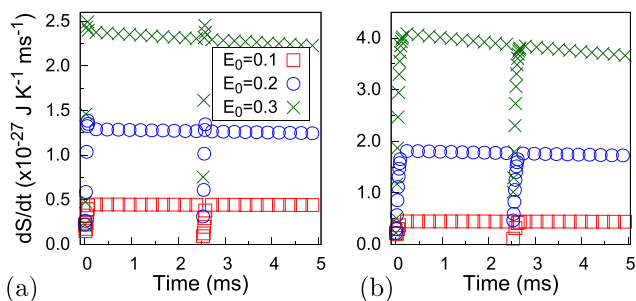 dS/dt (x10-27 J K-1 ms-1)
2.5
2.0
1.5
1.0
0.5
0.0
E0=0.1
E0=0.2
E0=0.3
0 1 2 3 4 5
Time (ms)
(a)
4.0
3.0
2.0
1.0
0.0
0 1 2 3 4 5
Time (ms)
(b)